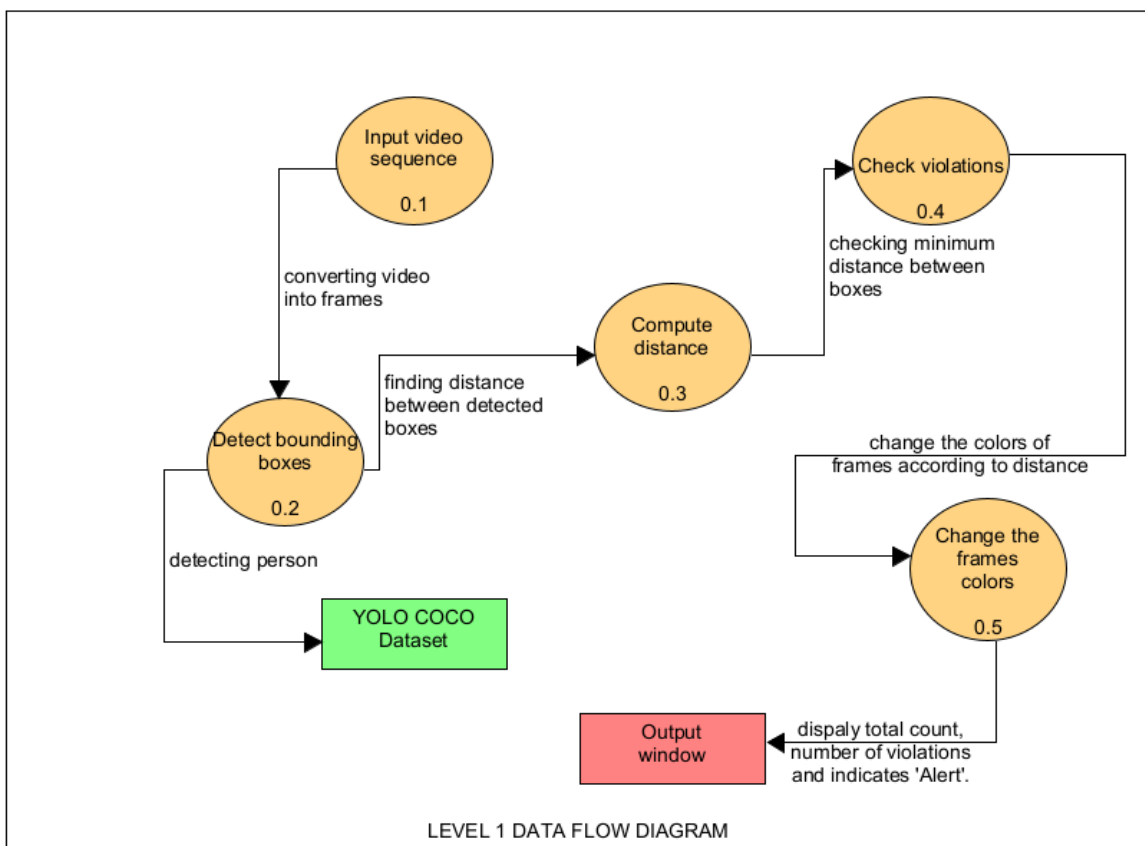 Input video
sequence
0.1
converting video
into frames
Detect bounding
boxes
0.2
detecting person
YOLO COCO
Dataset
finding distance
between detected
boxes
Compute
distance
0.3
checking minimum
distance between
boxes
Check violations
0.4
change the colors of
frames according to distance
Change the
frames
colors
0.5
dispaly total count,
number of violations
and indicates 'Alert'.
Output
window
LEVEL 1 DATA FLOW DIAGRAM